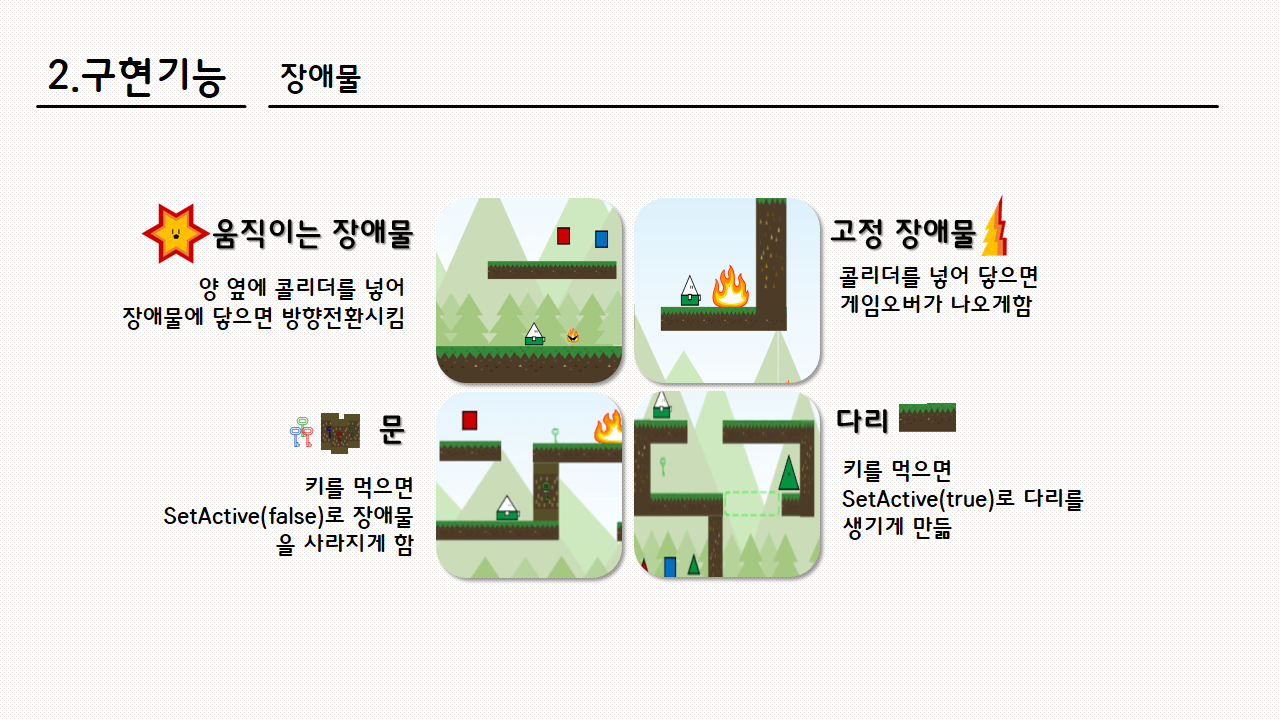 2.구현기능
장애물
움직이는 장애물
양 옆에 콜리더를 넣어
장애물에 닿으면 방향전환시킴
고정 장애물
콜리더를 넣어 닿으면
게임오버가 나오게함
문
키를 먹으면
SetActive(false)로 장애물
을 사라지게 함
다리
키를 먹으면
SetActive(true)로 다리를
생기게 만듦